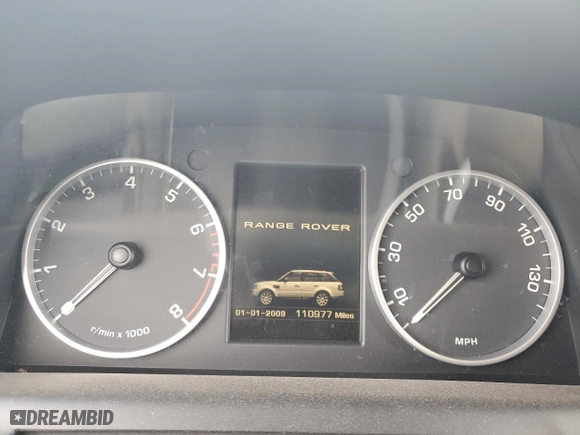 1 2 3 4 5 6 7 8
r/min x 1000
RANGE ROVER
01-01-2009 110977 Miles
10 30 50 70 90 110 130
MPH
DREAMBID